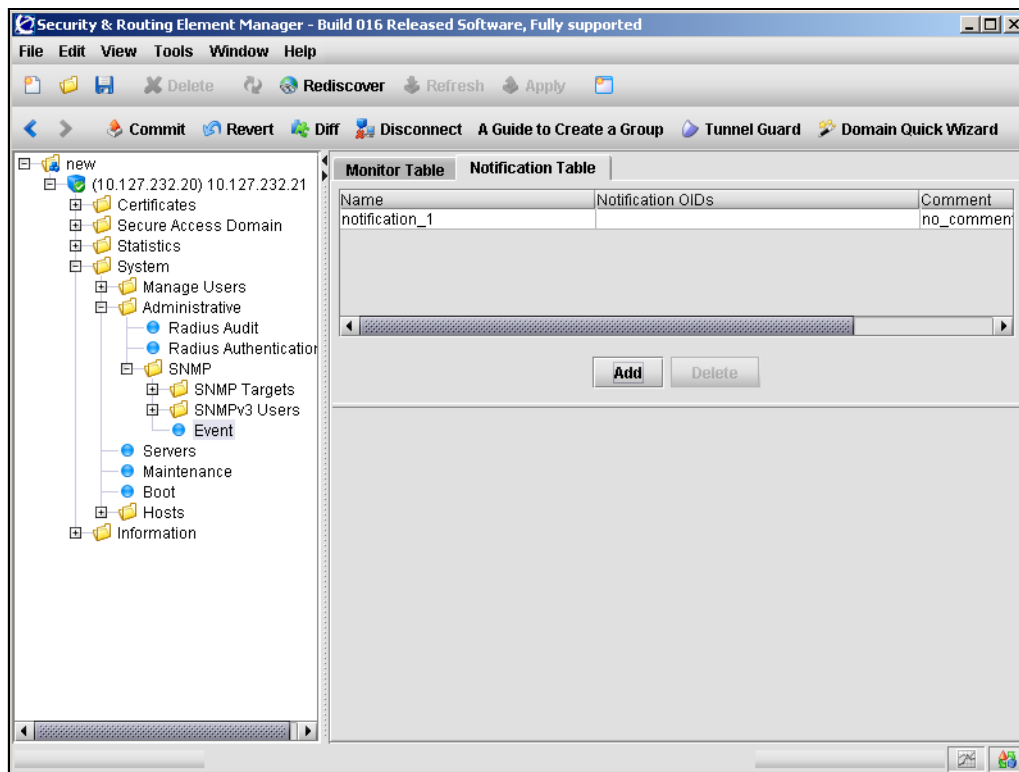 Security & Routing Element Manager - Build 016 Released Software, Fully supported
File Edit View Tools Window Help
Delete Rediscover Refresh Apply
Commit Revert Diff Disconnect A Guide to Create a Group Tunnel Guard Domain Quick Wizard
new
(10.127.232.20) 10.127.232.21
Certificates
Secure Access Domain
Statistics
System
Manage Users
Administrative
Radius Audit
Radius Authentication
SNMP
SNMP Targets
SNMPv3 Users
Event
Servers
Maintenance
Boot
Hosts
Information
Monitor Table Notification Table
Name Notification OIDs Comment
notification_1 no_commen
Add Delete